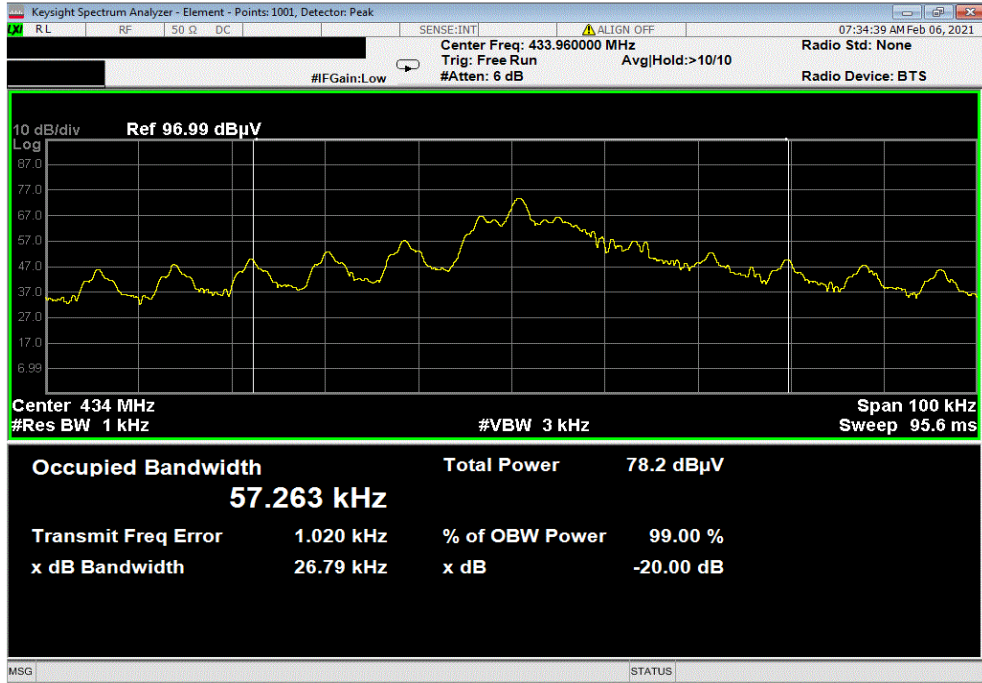 Keysight Spectrum Analyzer - Element - Points: 1001, Detector: Peak
LXI RL RF 50 Ω DC SENSE:INT ALIGN OFF 07:34:39 AM Feb 06, 2021
Center Freq: 433.960000 MHz Radio Std: None
Trig: Free Run Avg|Hold:>10/10
#IFGain:Low #Atten: 6 dB Radio Device: BTS
10 dB/div Ref 96.99 dBµV
Log
87.0
77.0
67.0
57.0
47.0
37.0
27.0
17.0
6.99
Center 434 MHz Span 100 kHz
#Res BW 1 kHz #VBW 3 kHz Sweep 95.6 ms
Occupied Bandwidth Total Power 78.2 dBµV
57.263 kHz
Transmit Freq Error 1.020 kHz % of OBW Power 99.00 %
x dB Bandwidth 26.79 kHz x dB -20.00 dB
MSG STATUS